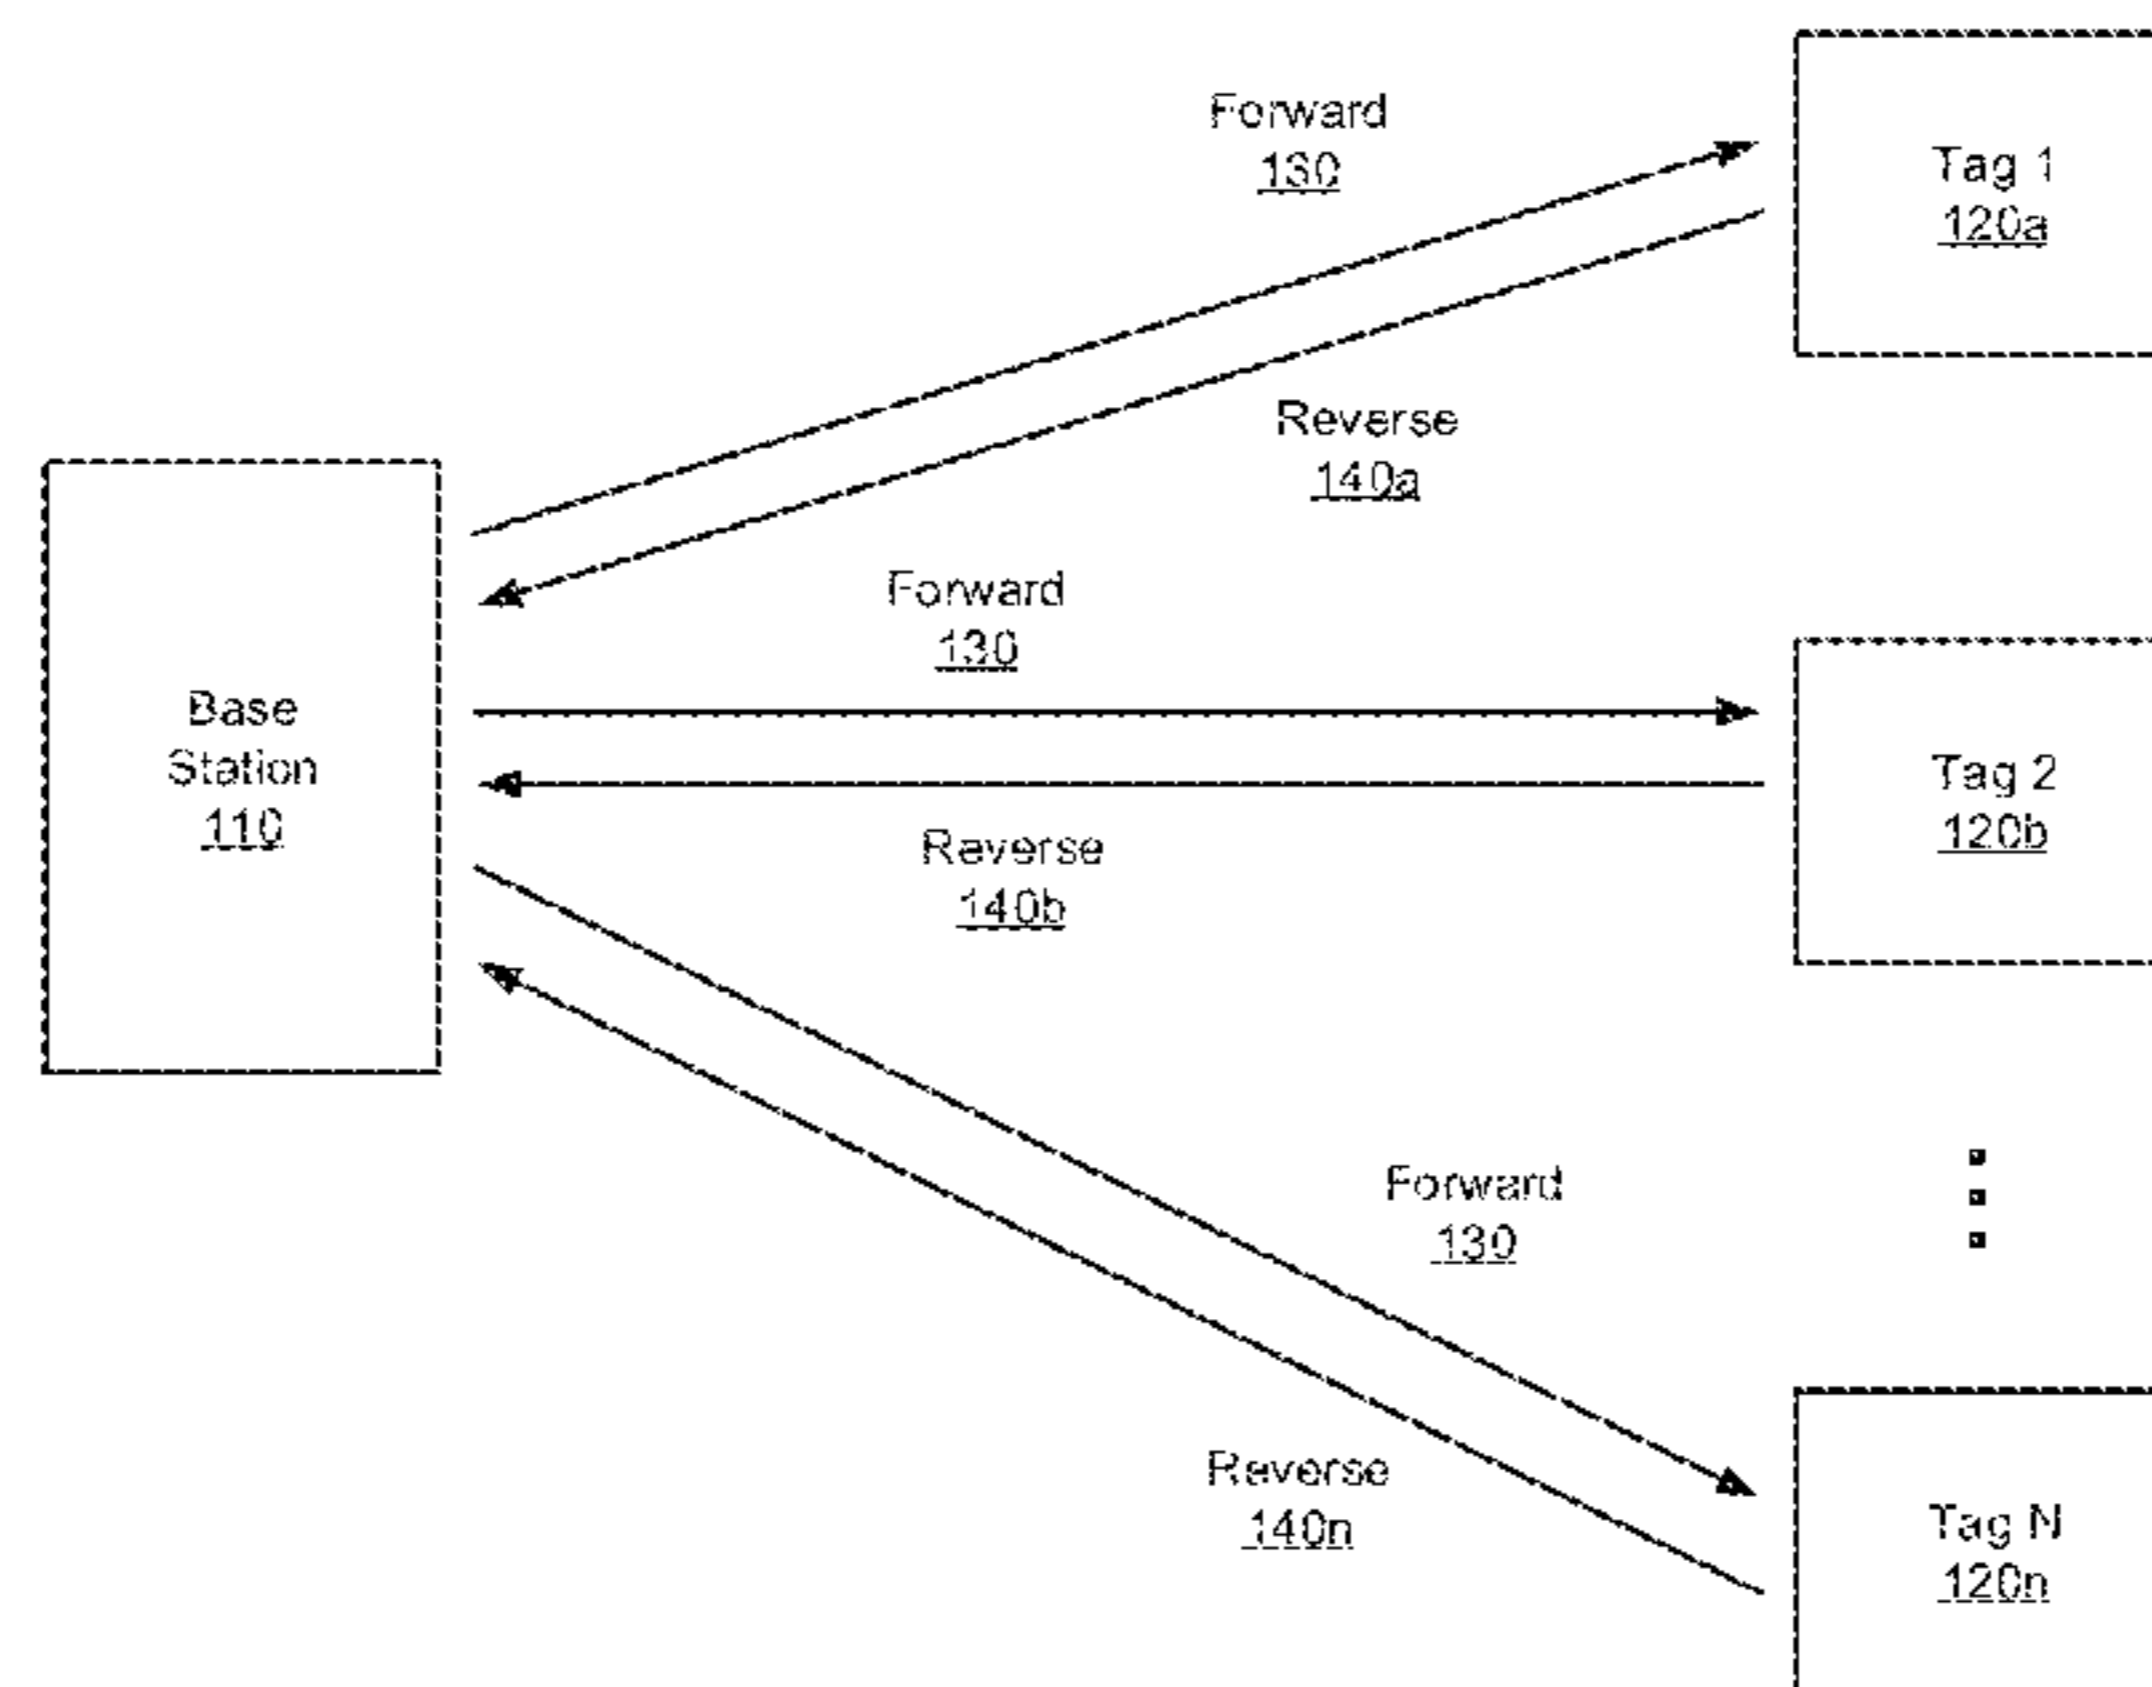 Forward
130
Tag 1
120a
Reverse
140a
Forward
130
Base
Station
110
Tag 2
120b
Reverse
140b
Forward
130
Reverse
140n
Tag N
120n